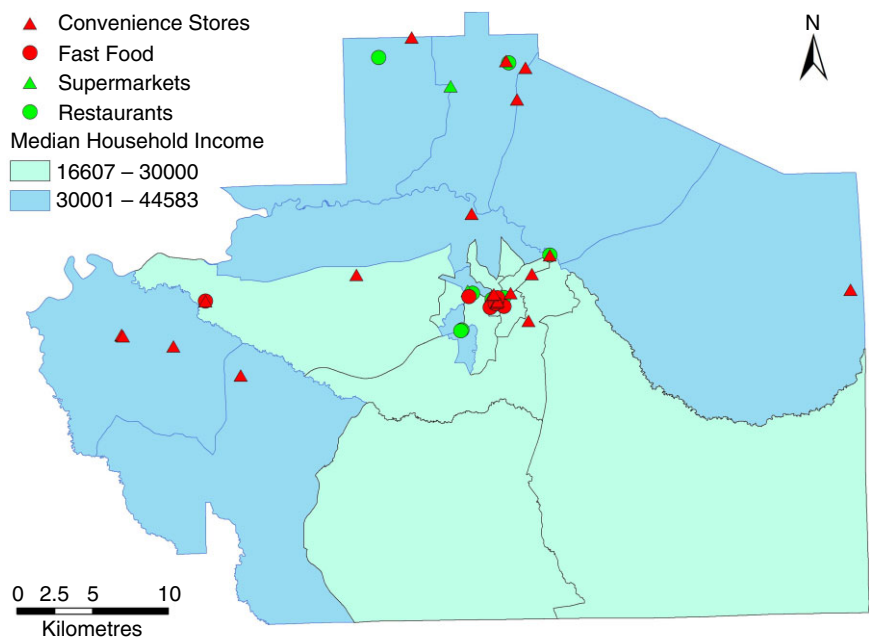 Convenience Stores
Fast Food
Supermarkets
Restaurants
Median Household Income
16607 – 30000
30001 – 44583
N
0 2.5 5 10
Kilometres